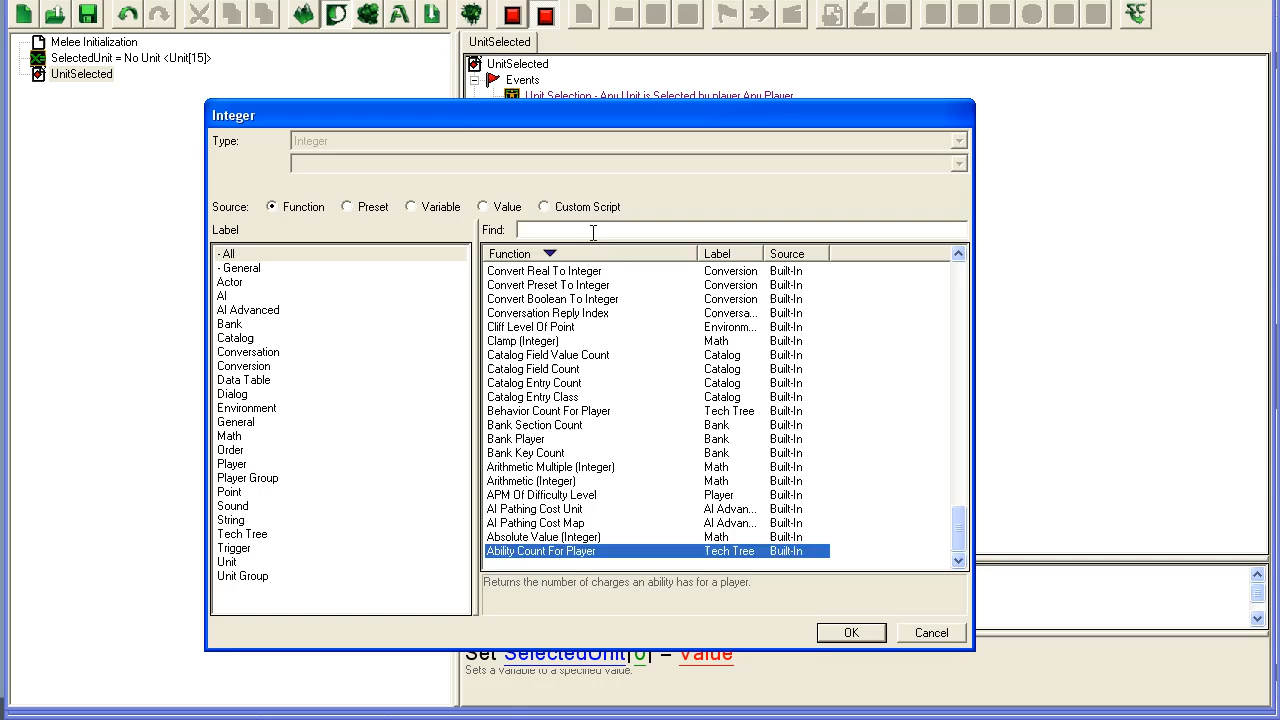 Melee Initialization
SelectedUnit = No Unit <Unit[15]>
UnitSelected
UnitSelected
UnitSelected
Events
Unit Selection - Any Unit is Selected by player Any Player
Integer
Type: Integer
Source: Function Preset Variable Value Custom Script
Label
- All
- General
Actor
AI
AI Advanced
Bank
Catalog
Conversation
Conversion
Data Table
Dialog
Environment
General
Math
Order
Player
Player Group
Point
Sound
String
Tech Tree
Trigger
Unit
Unit Group
Find:
Function Label Source
Convert Real To Integer Conversion Built-In
Convert Preset To Integer Conversion Built-In
Convert Boolean To Integer Conversion Built-In
Conversation Reply Index Conversa... Built-In
Cliff Level Of Point Environm... Built-In
Clamp (Integer) Math Built-In
Catalog Field Value Count Catalog Built-In
Catalog Field Count Catalog Built-In
Catalog Entry Count Catalog Built-In
Catalog Entry Class Catalog Built-In
Behavior Count For Player Tech Tree Built-In
Bank Section Count Bank Built-In
Bank Player Bank Built-In
Bank Key Count Bank Built-In
Arithmetic Multiple (Integer) Math Built-In
Arithmetic (Integer) Math Built-In
APM Of Difficulty Level Player Built-In
AI Pathing Cost Unit AI Advan... Built-In
AI Pathing Cost Map AI Advan... Built-In
Absolute Value (Integer) Math Built-In
Ability Count For Player Tech Tree Built-In
Returns the number of charges an ability has for a player.
OK Cancel
Set SelectedUnit[0] = Value
Sets a variable to a specified value.